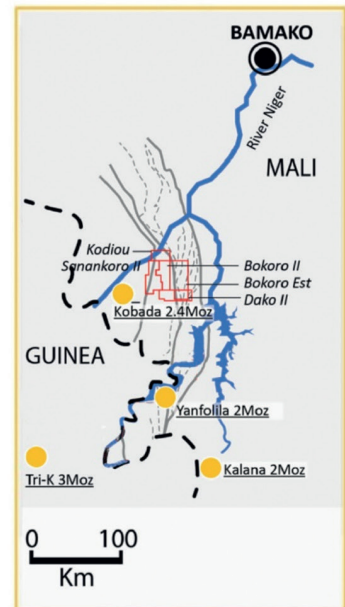 BAMAKO
River Niger
MALI
Kodiou
Sanankoro II
Bokoro II
Bokoro Est
Dako II
Kobada 2.4Moz
GUINEA
Yanfolila 2Moz
Tri-K 3Moz
Kalana 2Moz
0 100
Km